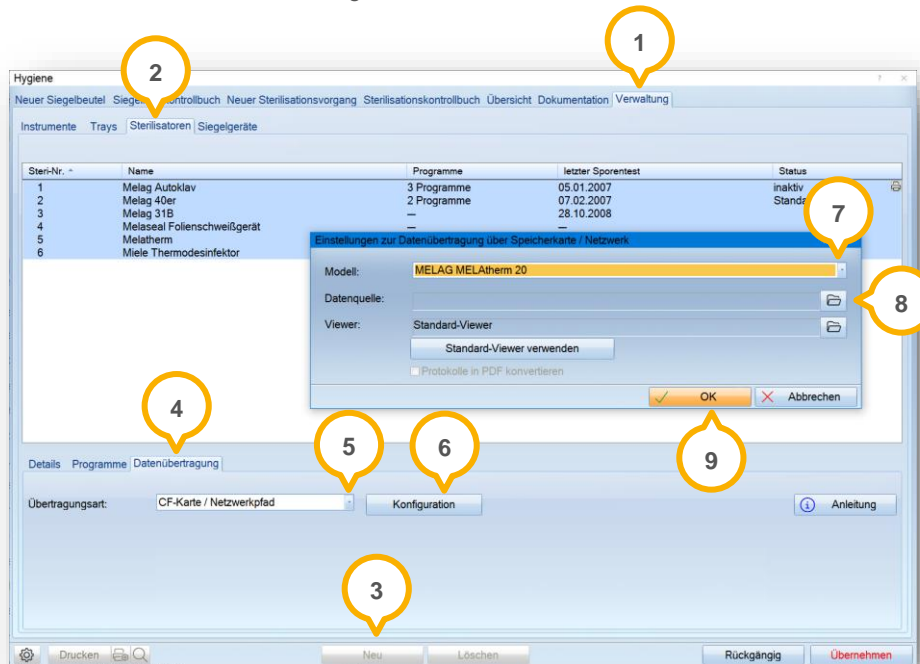 1
2
Hygiene
Neuer Siegelbeutel Sie ontrollbuch Neuer Sterilisationsvorgang Sterilisationskontrollbuch Übersicht Dokumentation Verwaltung
Instrumente Trays Sterilisatoren Siegelgeräte
Steri-Nr. Name Programme letzter Sporentest Status
1 Melag Autoklav 3 Programme 05.01.2007 inaktiv
2 Melag 40er 2 Programme 07.02.2007 Standa
3 Melag 31B – 28.10.2008
4 Melaseal Folienschweißgerät – –
5 Melatherm
6 Miele Thermodesinfektor
7
Einstellungen zur Datenübertragung über Speicherkarte / Netzwerk
Modell: MELAG MELAtherm 20
Datenquelle:
8
Viewer: Standard-Viewer
Standard-Viewer verwenden
Protokolle in PDF konvertieren
OK Abbrechen
4
5
6
9
Details Programme Datenübertragung
Übertragungsart: CF-Karte / Netzwerkpfad Konfiguration Anleitung
3
Drucken Neu Löschen Rückgängig Übernehmen